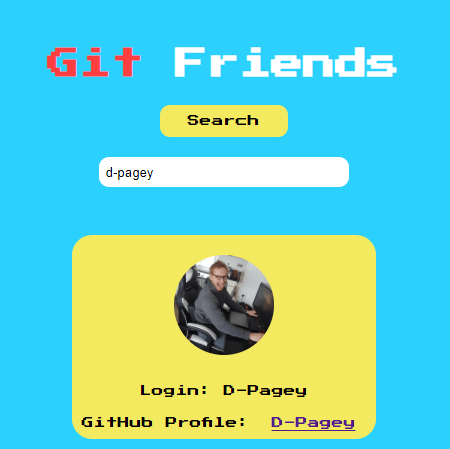 Git Friends
Search
d-pagey
Login: D-Pagey
GitHub Profile: D-Pagey